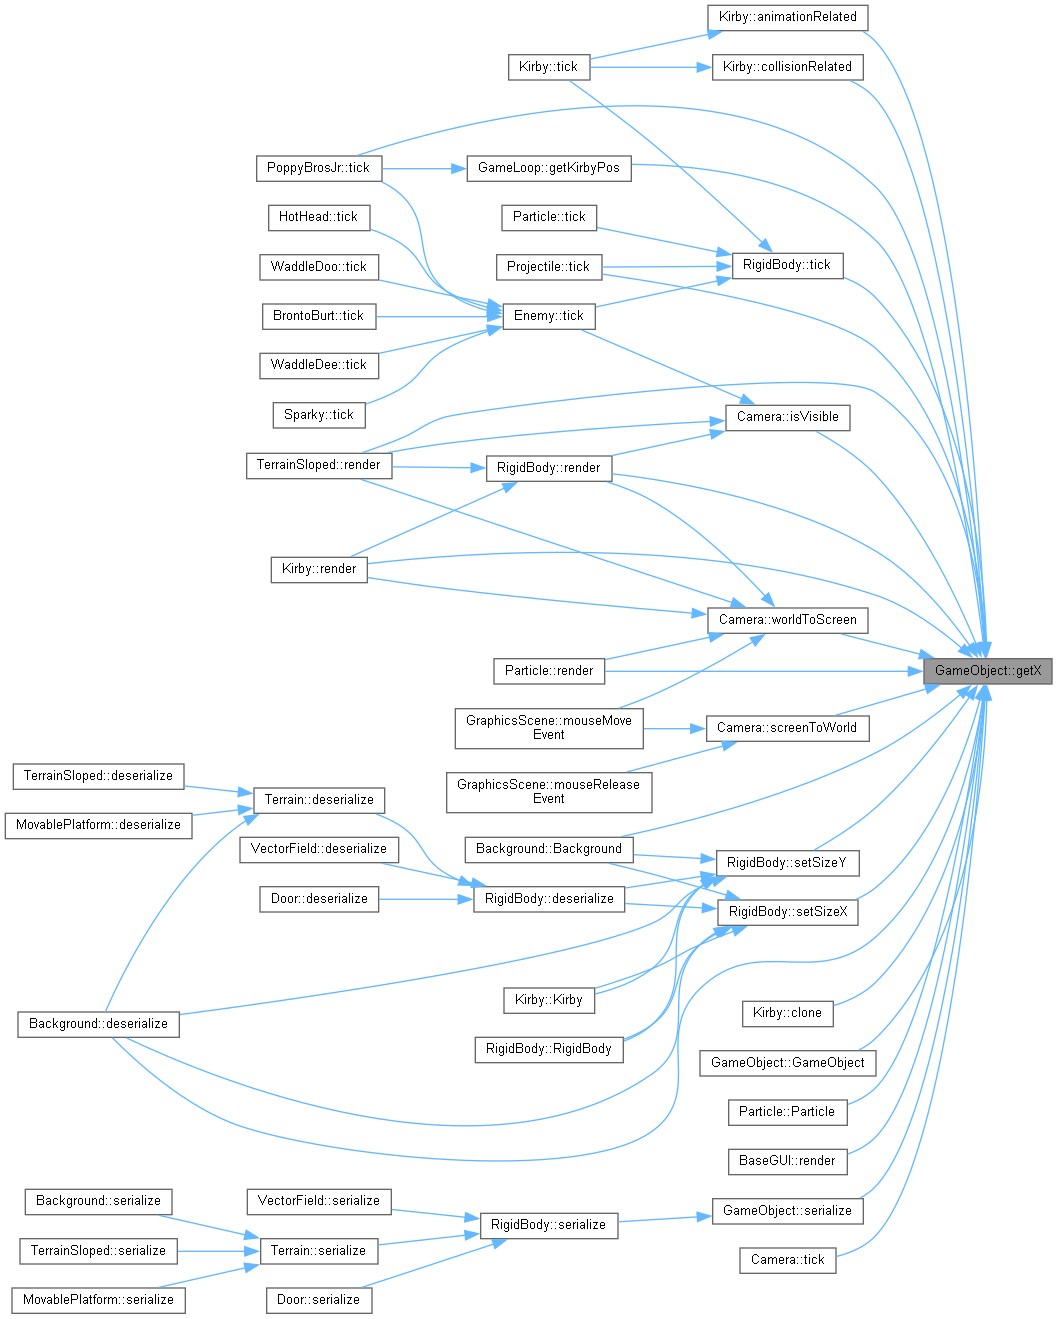 Kirby::animationRelated
Kirby::tick
Kirby::collisionRelated
PoppyBrosJr::tick
GameLoop::getKirbyPos
HotHead::tick
Particle::tick
WaddleDoo::tick
Projectile::tick
RigidBody::tick
BrontoBurt::tick
Enemy::tick
WaddleDee::tick
Sparky::tick
Camera::isVisible
TerrainSloped::render
RigidBody::render
Kirby::render
Camera::worldToScreen
Particle::render
GameObject::getX
GraphicsScene::mouseMove
Event
Camera::screenToWorld
TerrainSloped::deserialize
GraphicsScene::mouseRelease
Event
Terrain::deserialize
MovablePlatform::deserialize
VectorField::deserialize
Background::Background
RigidBody::setSizeY
Door::deserialize
RigidBody::deserialize
RigidBody::setSizeX
Kirby::Kirby
Kirby::clone
Background::deserialize
RigidBody::RigidBody
GameObject::GameObject
Particle::Particle
BaseGUI::render
Background::serialize
VectorField::serialize
GameObject::serialize
RigidBody::serialize
TerrainSloped::serialize
Terrain::serialize
Camera::tick
MovablePlatform::serialize
Door::serialize